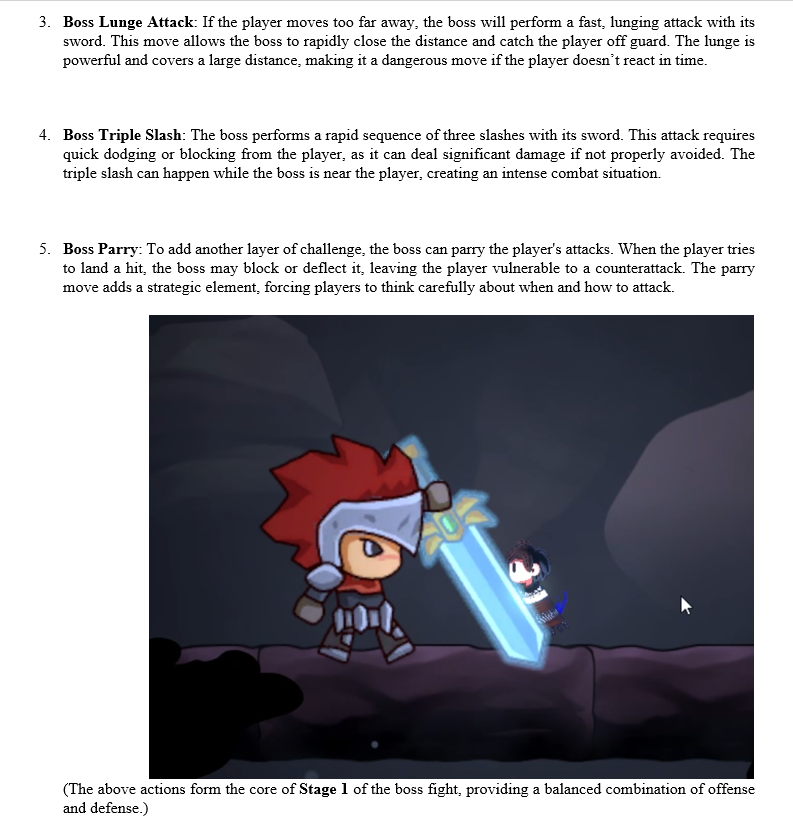 3. Boss Lunge Attack: If the player moves too far away, the boss will perform a fast, lunging attack with its
sword. This move allows the boss to rapidly close the distance and catch the player off guard. The lunge is
powerful and covers a large distance, making it a dangerous move if the player doesn’t react in time.
4. Boss Triple Slash: The boss performs a rapid sequence of three slashes with its sword. This attack requires
quick dodging or blocking from the player, as it can deal significant damage if not properly avoided. The
triple slash can happen while the boss is near the player, creating an intense combat situation.
5. Boss Parry: To add another layer of challenge, the boss can parry the player's attacks. When the player tries
to land a hit, the boss may block or deflect it, leaving the player vulnerable to a counterattack. The parry
move adds a strategic element, forcing players to think carefully about when and how to attack.
(The above actions form the core of Stage 1 of the boss fight, providing a balanced combination of offense
and defense.)